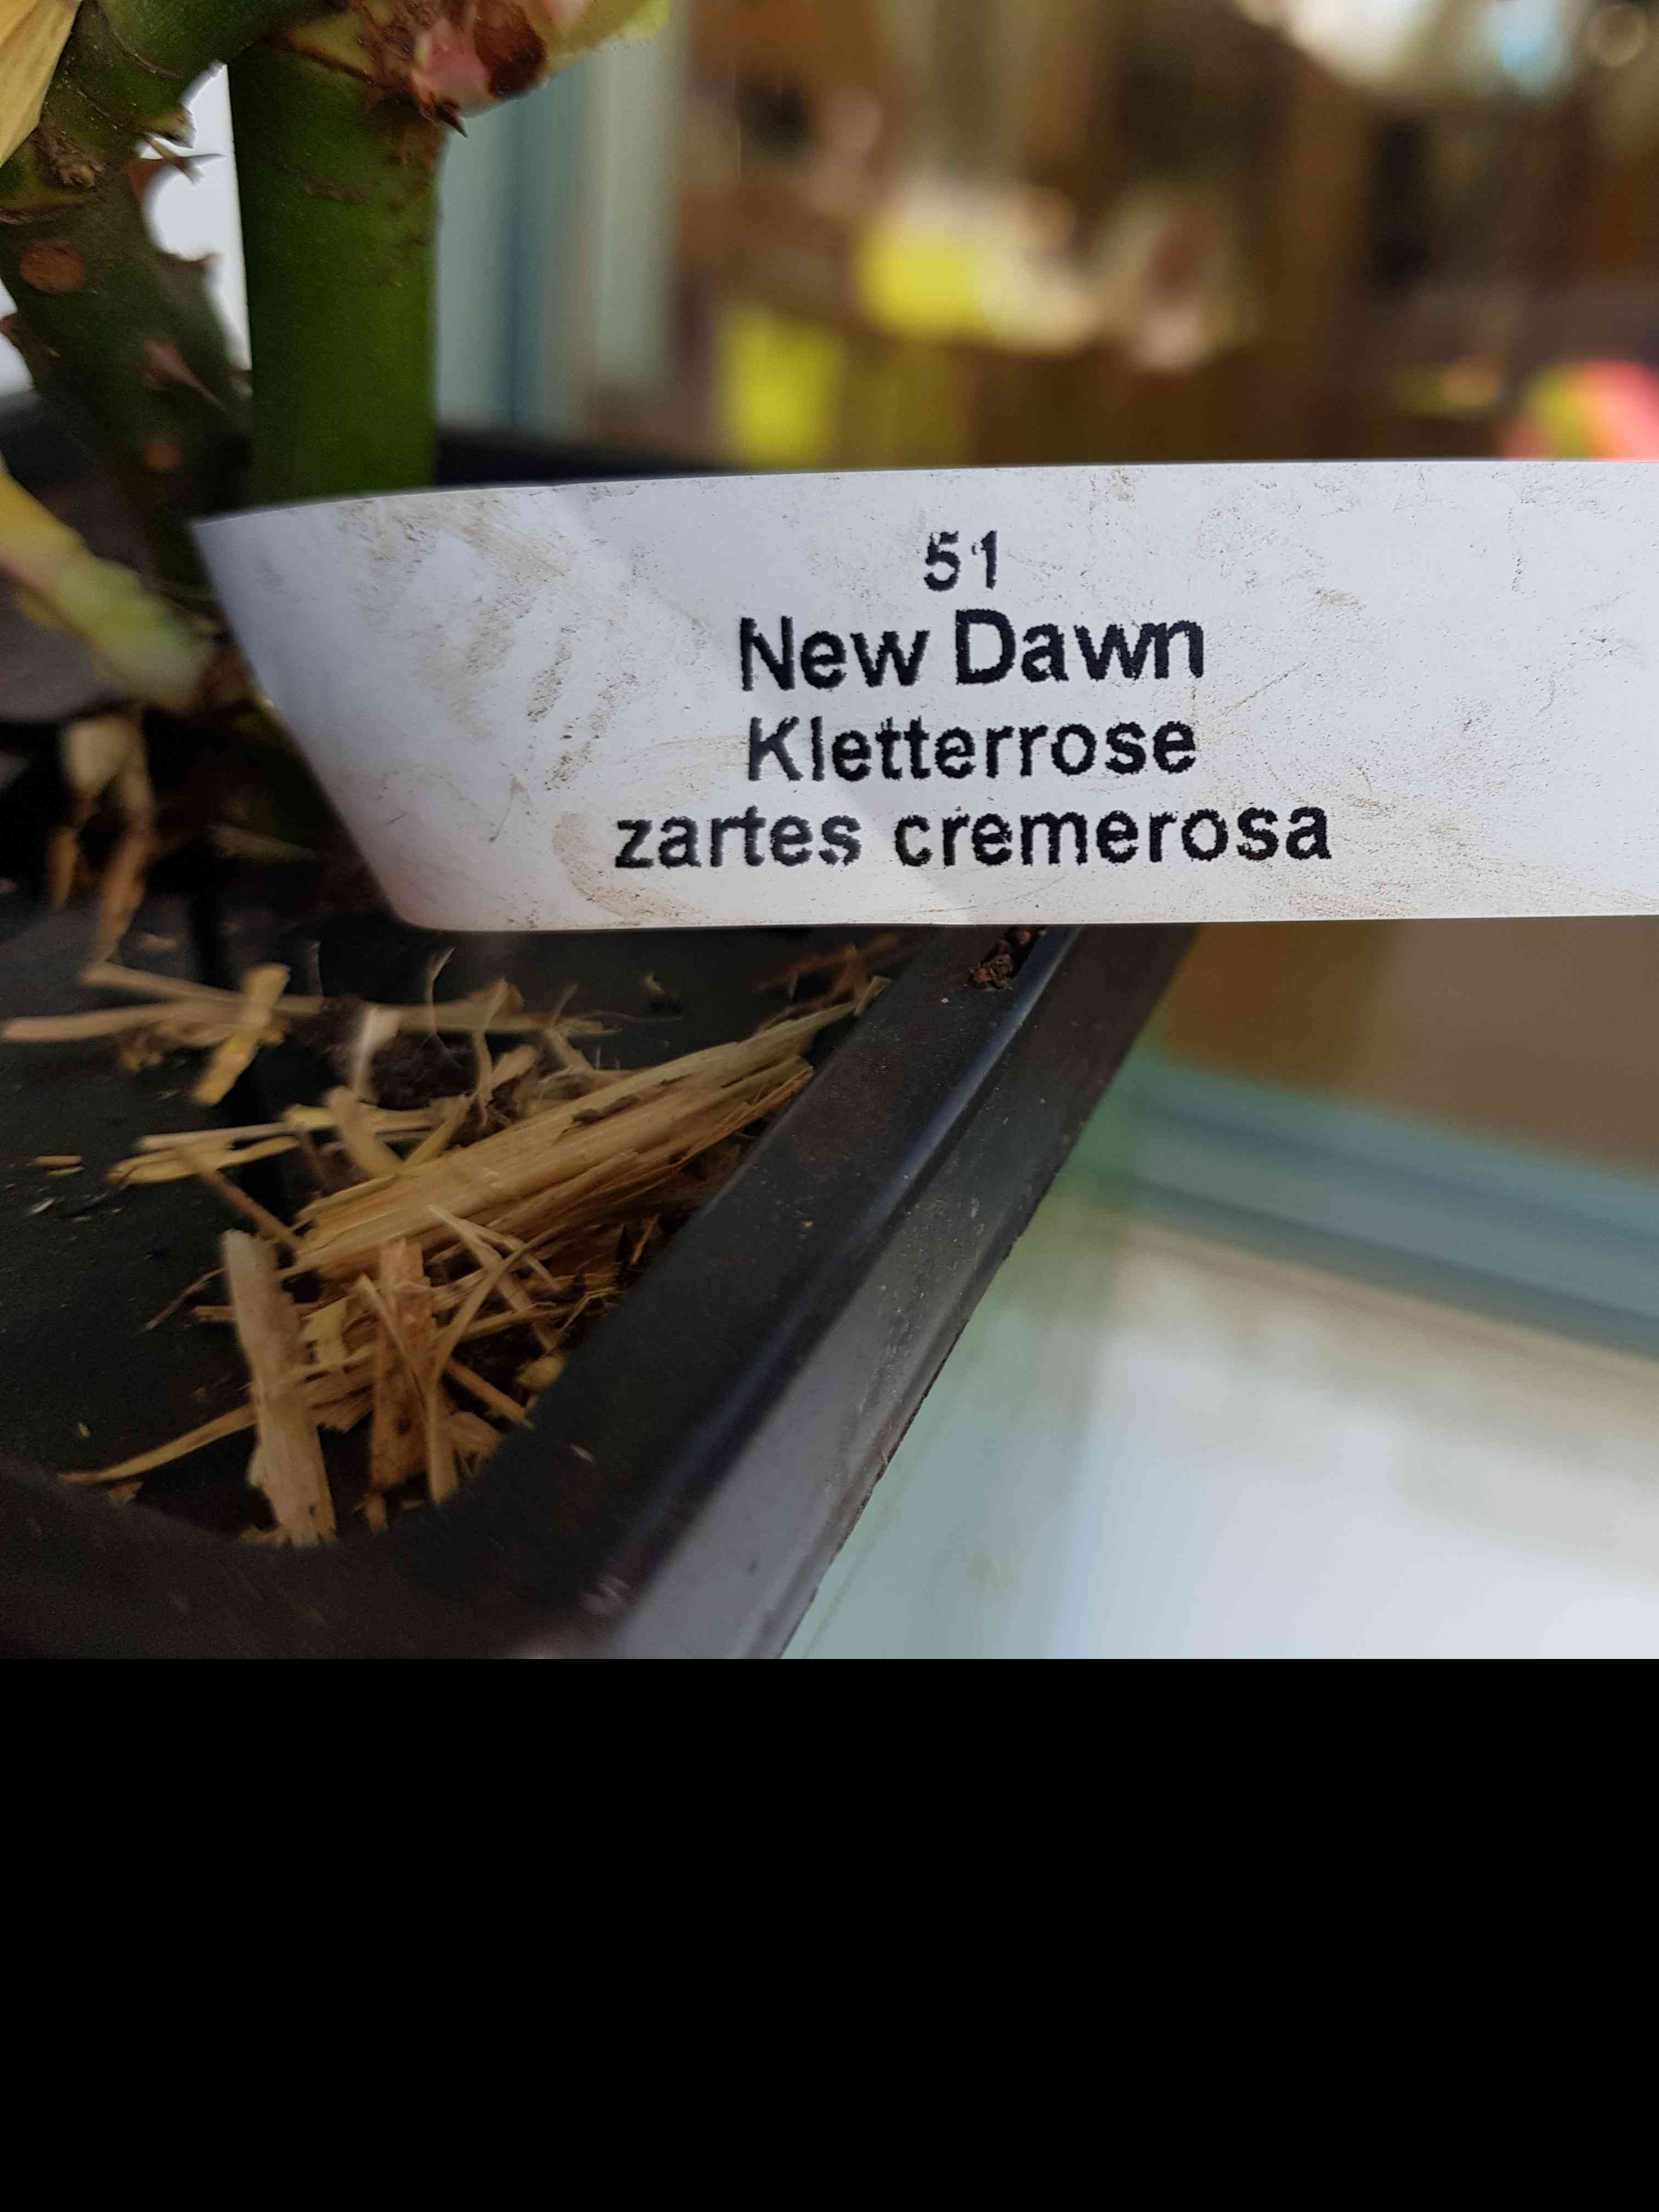 51
New Dawn
Kletterrose
zartes cremerosa